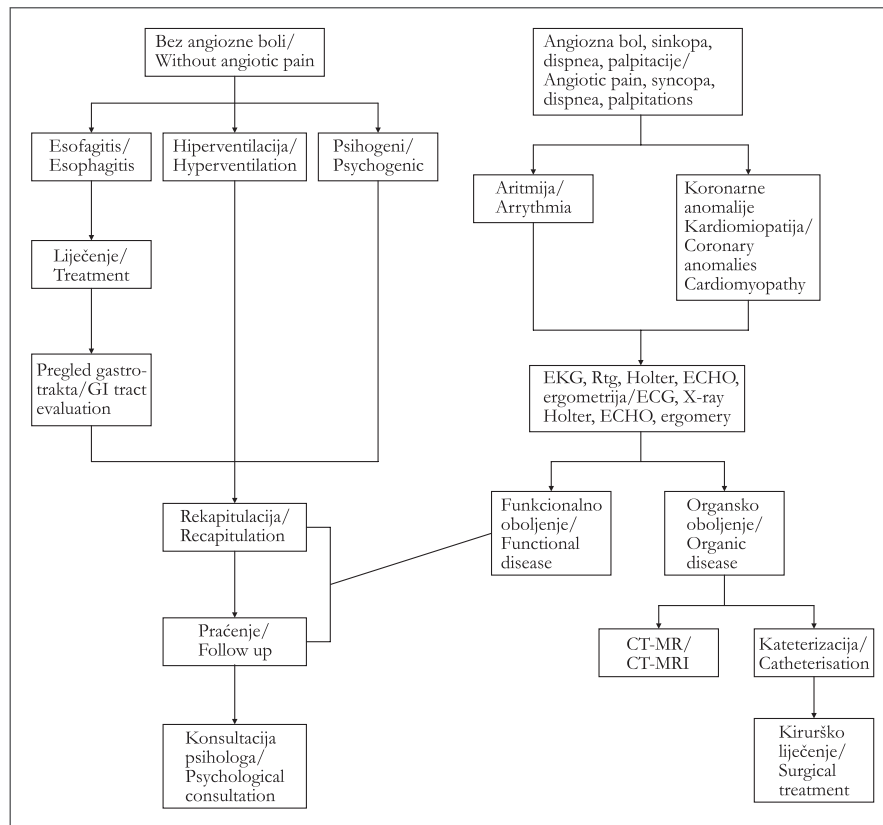 Bez angiozne boli/
Without angiotic pain
Angiozna bol, sinkopa,
dispnea, palpitacije/
Angiotic pain, syncopa,
dispnea, palpitations
Esofagitis/
Esophagitis
Hiperventilacija/
Hyperventilation
Psihogeni/
Psychogenic
Aritmija/
Arrythmia
Koronarne
anomalije
Kardiomiopatija/
Coronary
anomalies
Cardiomyopathy
Liječenje/
Treatment
Pregled gastro-
trakta/GI tract
evaluation
EKG, Rtg, Holter, ECHO,
ergometrija/ECG, X-ray
Holter, ECHO, ergomery
Rekapitulacija/
Recapitulation
Funkcionalno
oboljenje/
Functional
disease
Organsko
oboljenje/
Organic
disease
Praćenje/
Follow up
CT-MR/
CT-MRI
Kateterizacija/
Catheterisation
Konsultacija
psihologa/
Psychological
consultation
Kirurško
liječenje/
Surgical
treatment